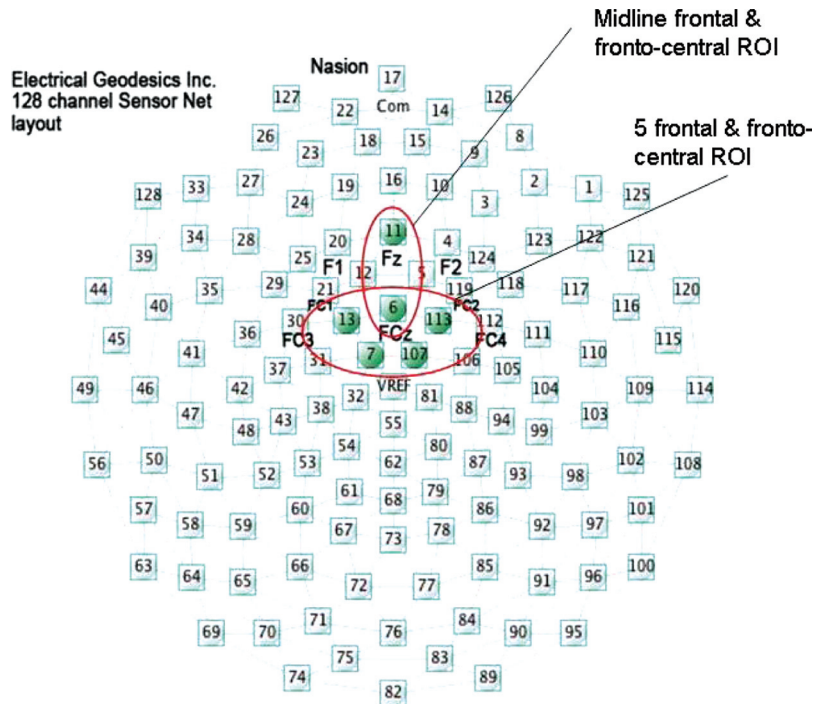 Midline frontal &
fronto-central ROI
Electrical Geodesics Inc.
128 channel Sensor Net
layout
Nasion
5 frontal & fronto-
central ROI
17
127 22 Com 14 126
26 23 18 15 9 8
128 33 27 24 19 16 10 3 2 1 125
39 34 28 25 20 11 4 124 123 122 121
F1 Fz F2
44 40 35 29 21 12 5 119 118 117 116 120
FC1 FC2
45 41 36 30 13 6 113 112 111 110 115
FC3 FCz FC4
49 46 42 37 31 7 107 106 105 104 109 114
VREF
47 43 38 32 81 88 94 103
48 55 99
56 50 54 80 102 108
51 52 53 62 87 93 98
57 61 79 101
58 59 60 68 86 92 97
67 73 78
63 64 65 66 85 91 96 100
72 77
69 70 71 76 84 90 95
75 83
74 82 89